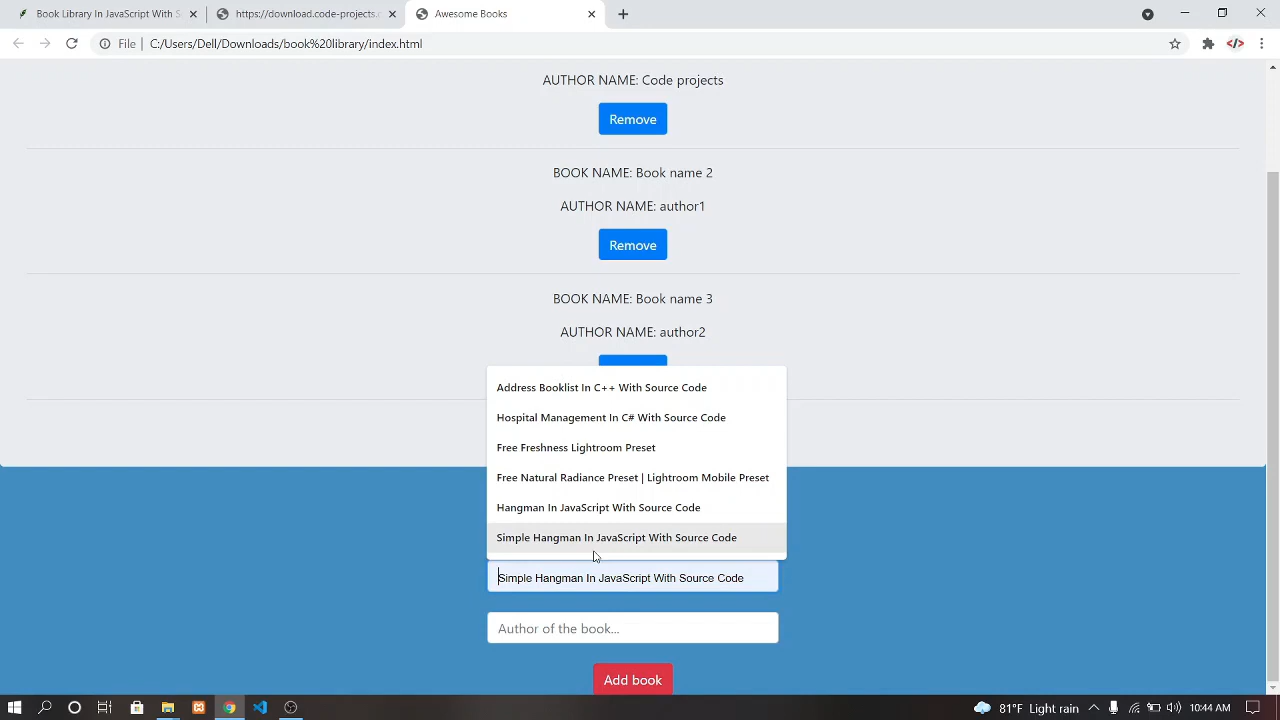 Book Library In JavaScript With S
https://download.code-projects.
Awesome Books
File
C:/Users/Dell/Downloads/book%20library/index.html
AUTHOR NAME: Code projects
Remove
BOOK NAME: Book name 2
AUTHOR NAME: author1
Remove
BOOK NAME: Book name 3
AUTHOR NAME: author2
Address Booklist In C++ With Source Code
Hospital Management In C# With Source Code
Free Freshness Lightroom Preset
Free Natural Radiance Preset | Lightroom Mobile Preset
Hangman In JavaScript With Source Code
Simple Hangman In JavaScript With Source Code
Simple Hangman In JavaScript With Source Code
Author of the book...
Add book
81°F Light rain
10:44 AM